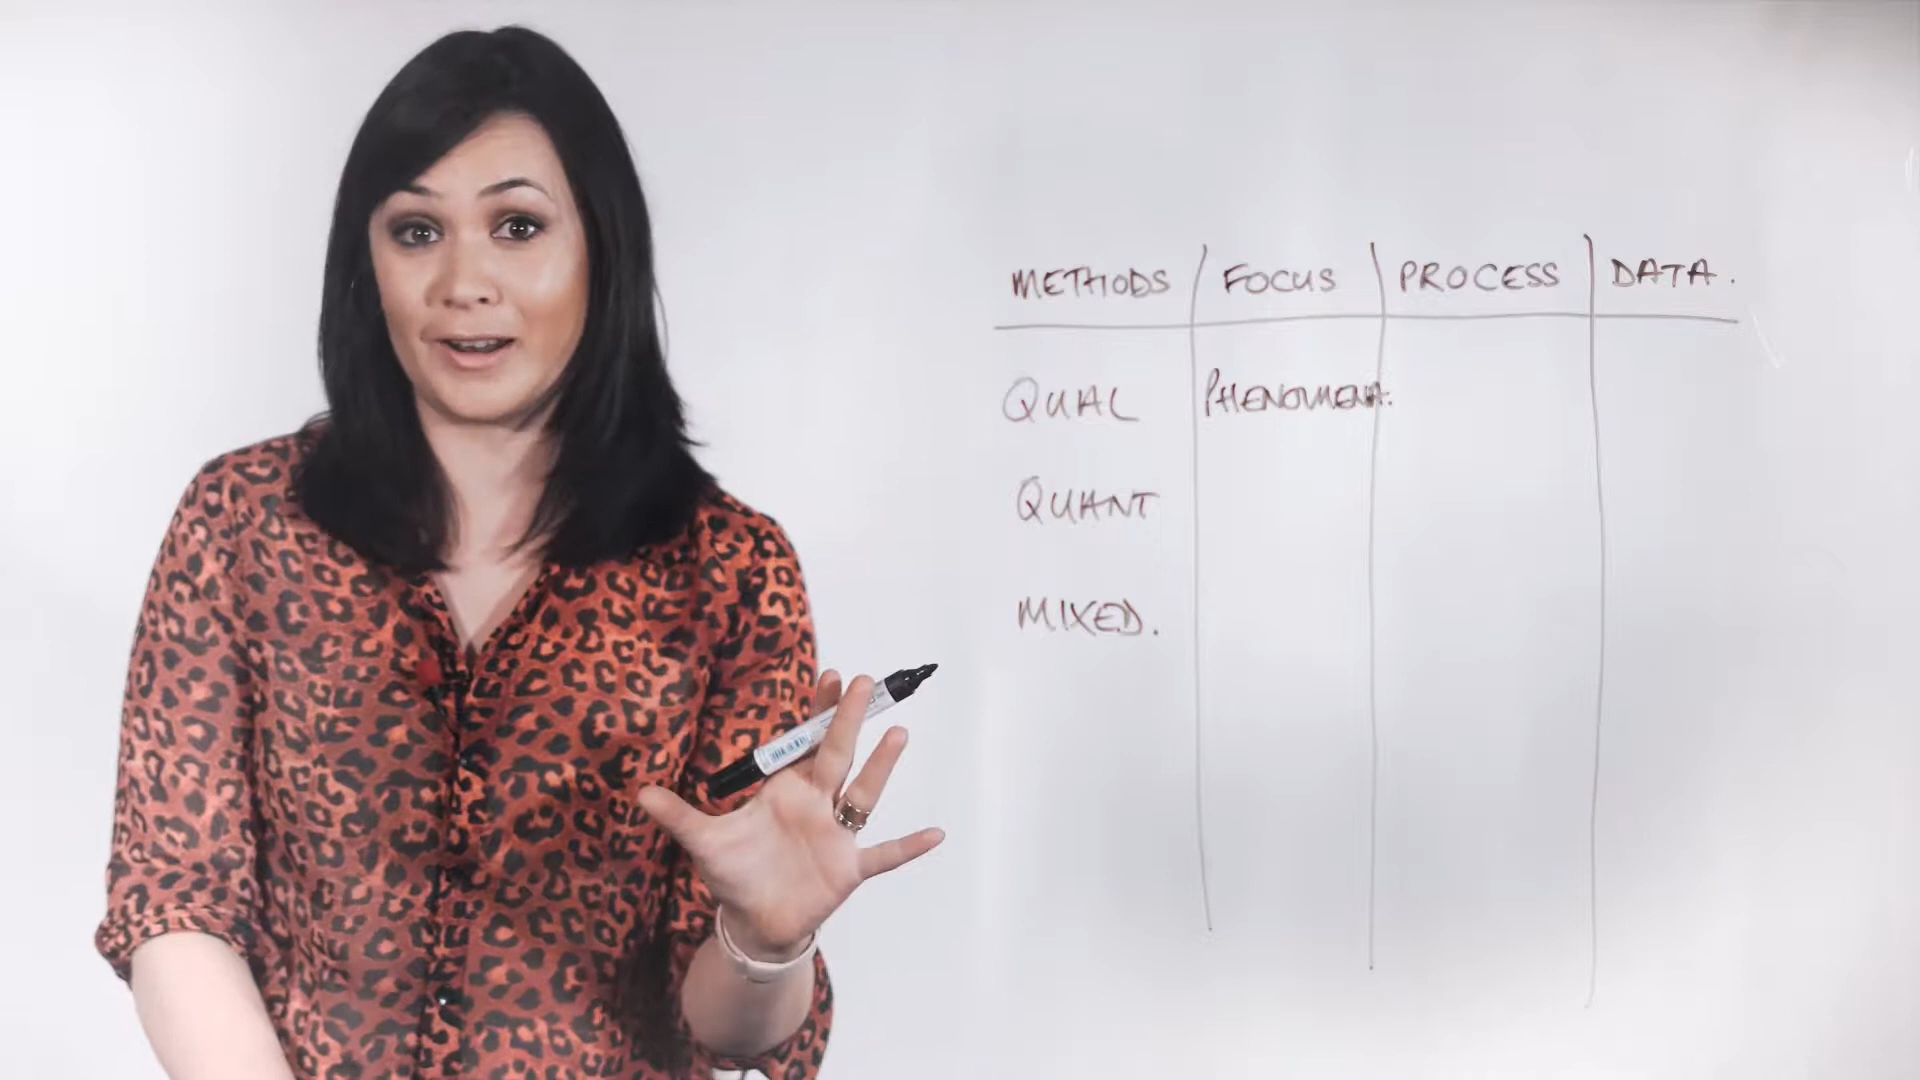 METHODS FOCUS PROCESS DATA.
QUAL PHENOMENA.
QUANT
MIXED.